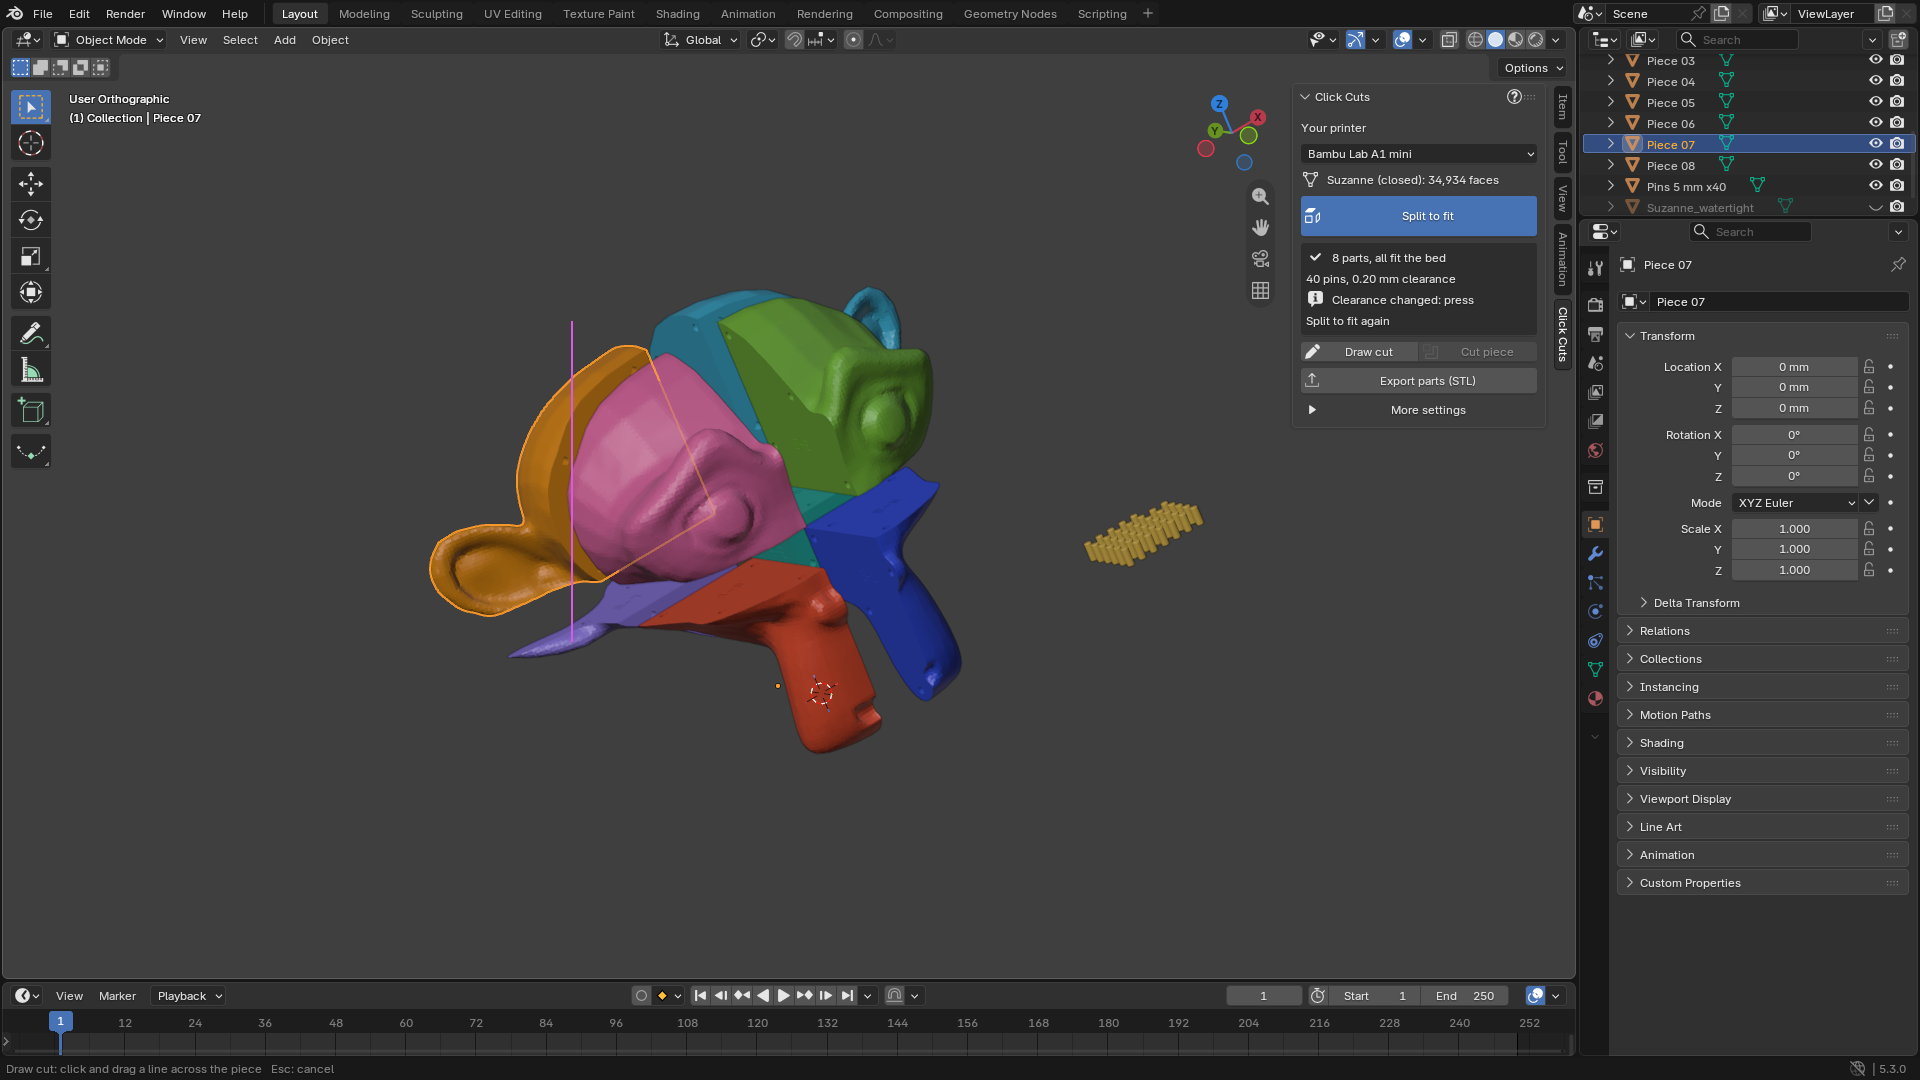 File Edit Render Window Help Layout Modeling Sculpting UV Editing Texture Paint Shading Animation Rendering Compositing Geometry Nodes Scripting + Scene ViewLayer
Object Mode View Select Add Object Global Search
Options
User Orthographic
(1) Collection | Piece 07
Z
X
Y
Click Cuts
Your printer
Bambu Lab A1 mini
Suzanne (closed): 34,934 faces
Split to fit
8 parts, all fit the bed
40 pins, 0.20 mm clearance
Clearance changed: press
Split to fit again
Draw cut Cut piece
Export parts (STL)
More settings
Item
Tool
View
Animation
Click Cuts
Piece 03
Piece 04
Piece 05
Piece 06
Piece 07
Piece 08
Pins 5 mm x40
Suzanne_watertight
Search
Piece 07
Piece 07
Transform
Location X 0 mm
Y 0 mm
Z 0 mm
Rotation X 0°
Y 0°
Z 0°
Mode XYZ Euler
Scale X 1.000
Y 1.000
Z 1.000
Delta Transform
Relations
Collections
Instancing
Motion Paths
Shading
Visibility
Viewport Display
Line Art
Animation
Custom Properties
View Marker Playback 1 Start 1 End 250
1 12 24 36 48 60 72 84 96 108 120 132 144 156 168 180 192 204 216 228 240 252
Draw cut: click and drag a line across the piece Esc: cancel 5.3.0